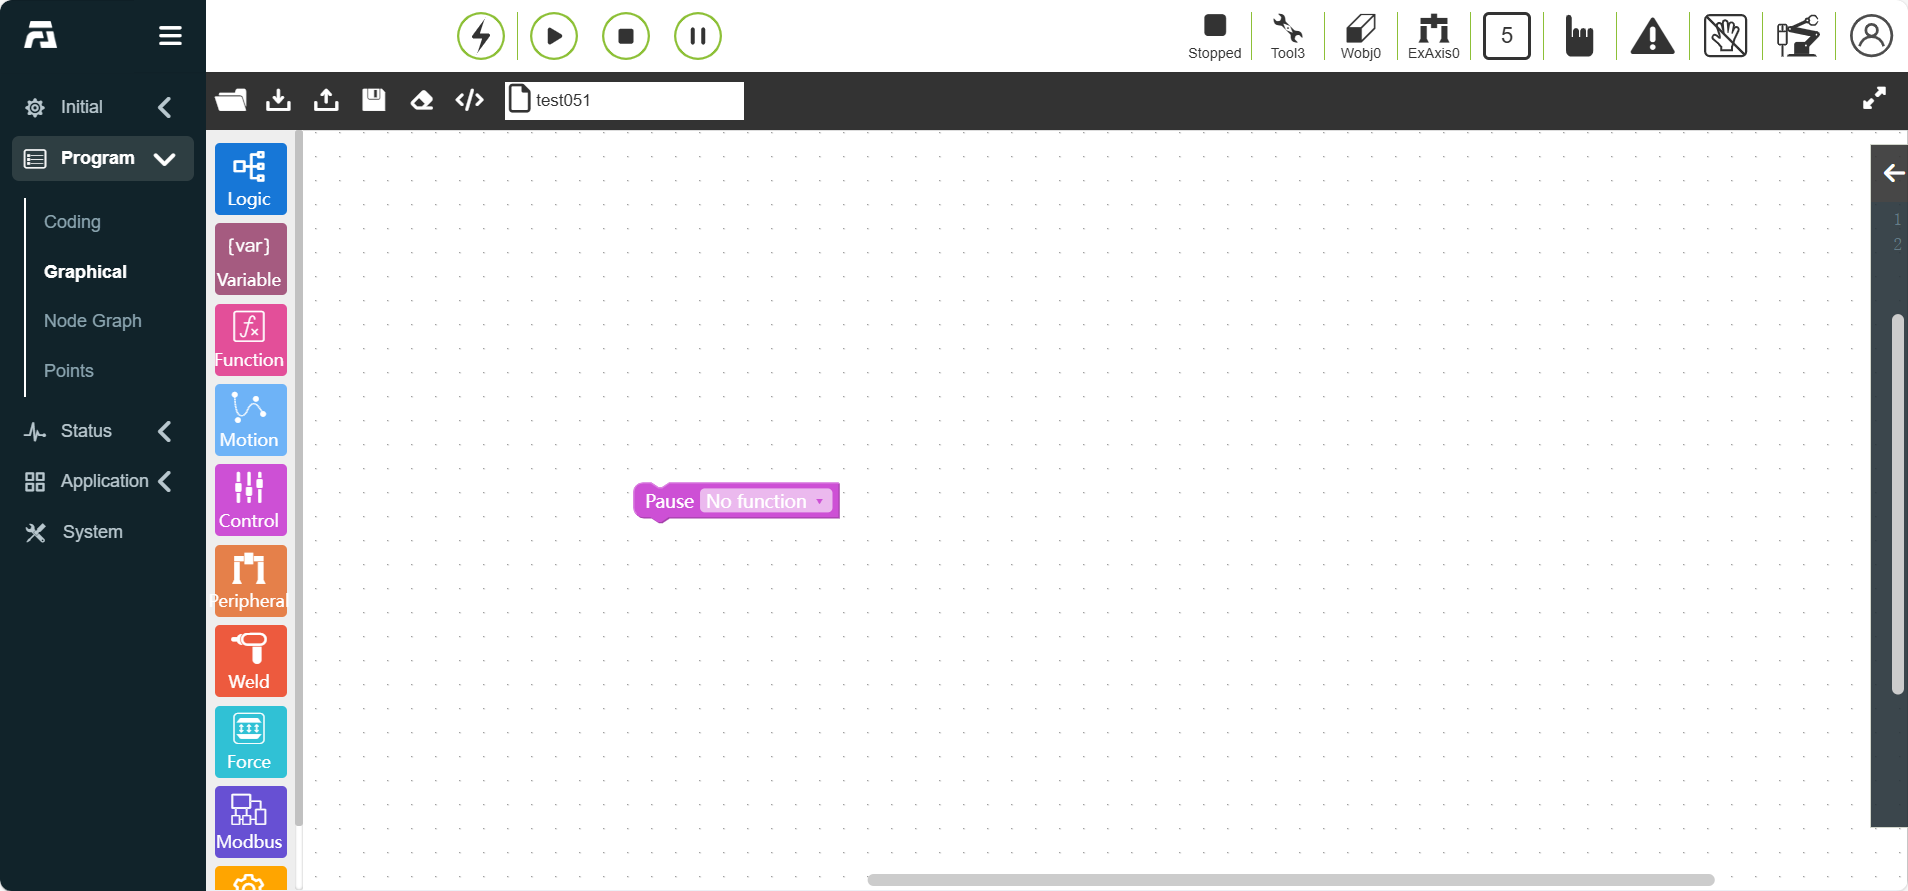 Stopped
Tool3
Wobj0
ExAxis0
5
test051
Initial
Program
Coding
Graphical
Node Graph
Points
Status
Application
System
Logic
{var}
Variable
Function
Motion
Control
Peripheral
Weld
Force
Modbus
Pause No function
1
2